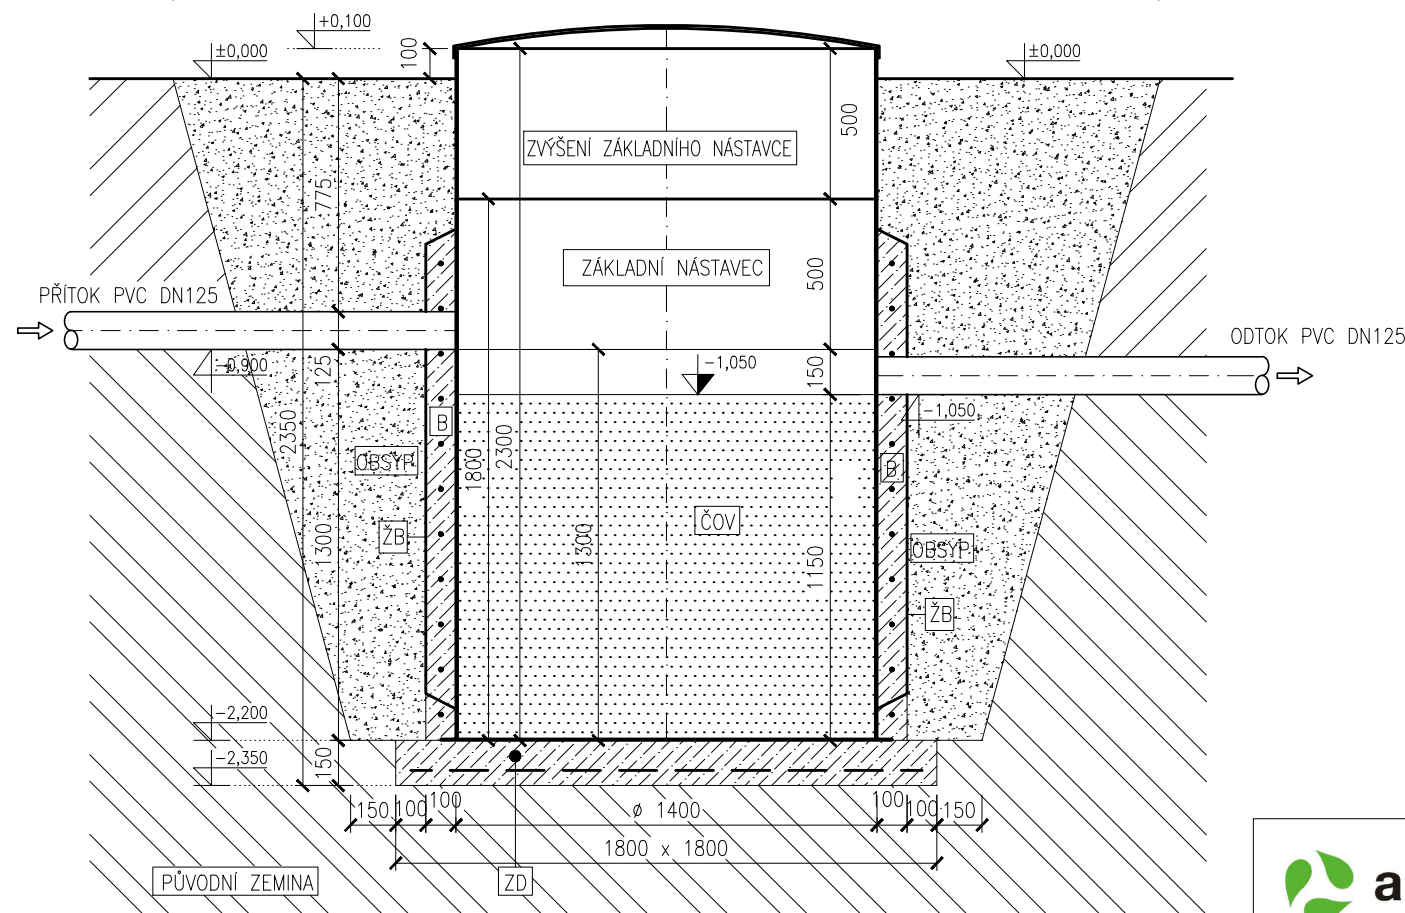 +0,100
±0,000
±0,000
100
500
ZVÝŠENÍ ZÁKLADNÍHO NÁSTAVCE
775
ZÁKLADNÍ NÁSTAVEC
500
PŘÍTOK PVC DN125
ODTOK PVC DN125
-0,900
125
-1,050
150
-1,050
2350
B
2300
1800
OBSYP
B
ČOV
ŽB
1300
1300
1150
OBSYP
ŽB
-2,200
-2,350
150
150
100
100
ø 1400
100
100
150
1800 x 1800
PŮVODNÍ ZEMINA
ZD
a